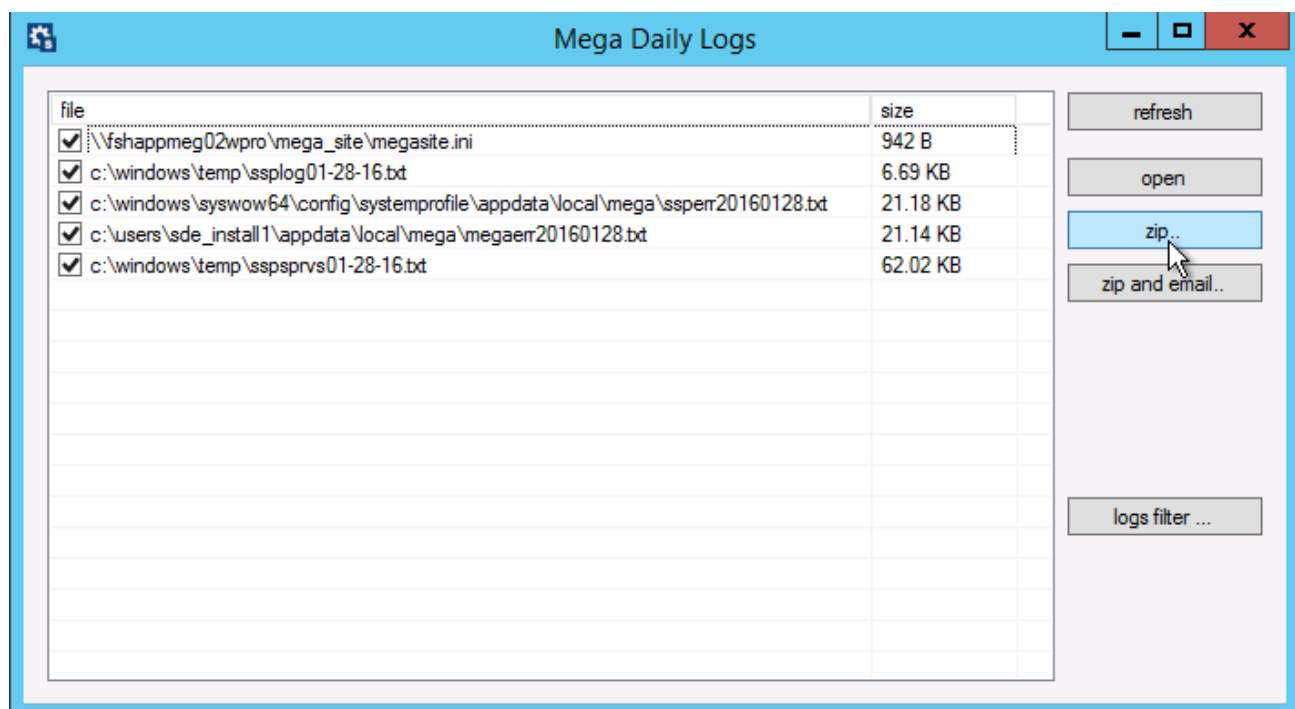 Mega Daily Logs
file size
\\fshappmeg02wpro\mega_site\megasite.ini 942 B
c:\windows\temp\ssplog01-28-16.txt 6.69 KB
c:\windows\syswow64\config\systemprofile\appdata\local\mega\ssperr20160128.txt 21.18 KB
c:\users\sde_install1\appdata\local\mega\megaerr20160128.txt 21.14 KB
c:\windows\temp\sspsprvs01-28-16.txt 62.02 KB
refresh
open
zip..
zip and email..
logs filter ...